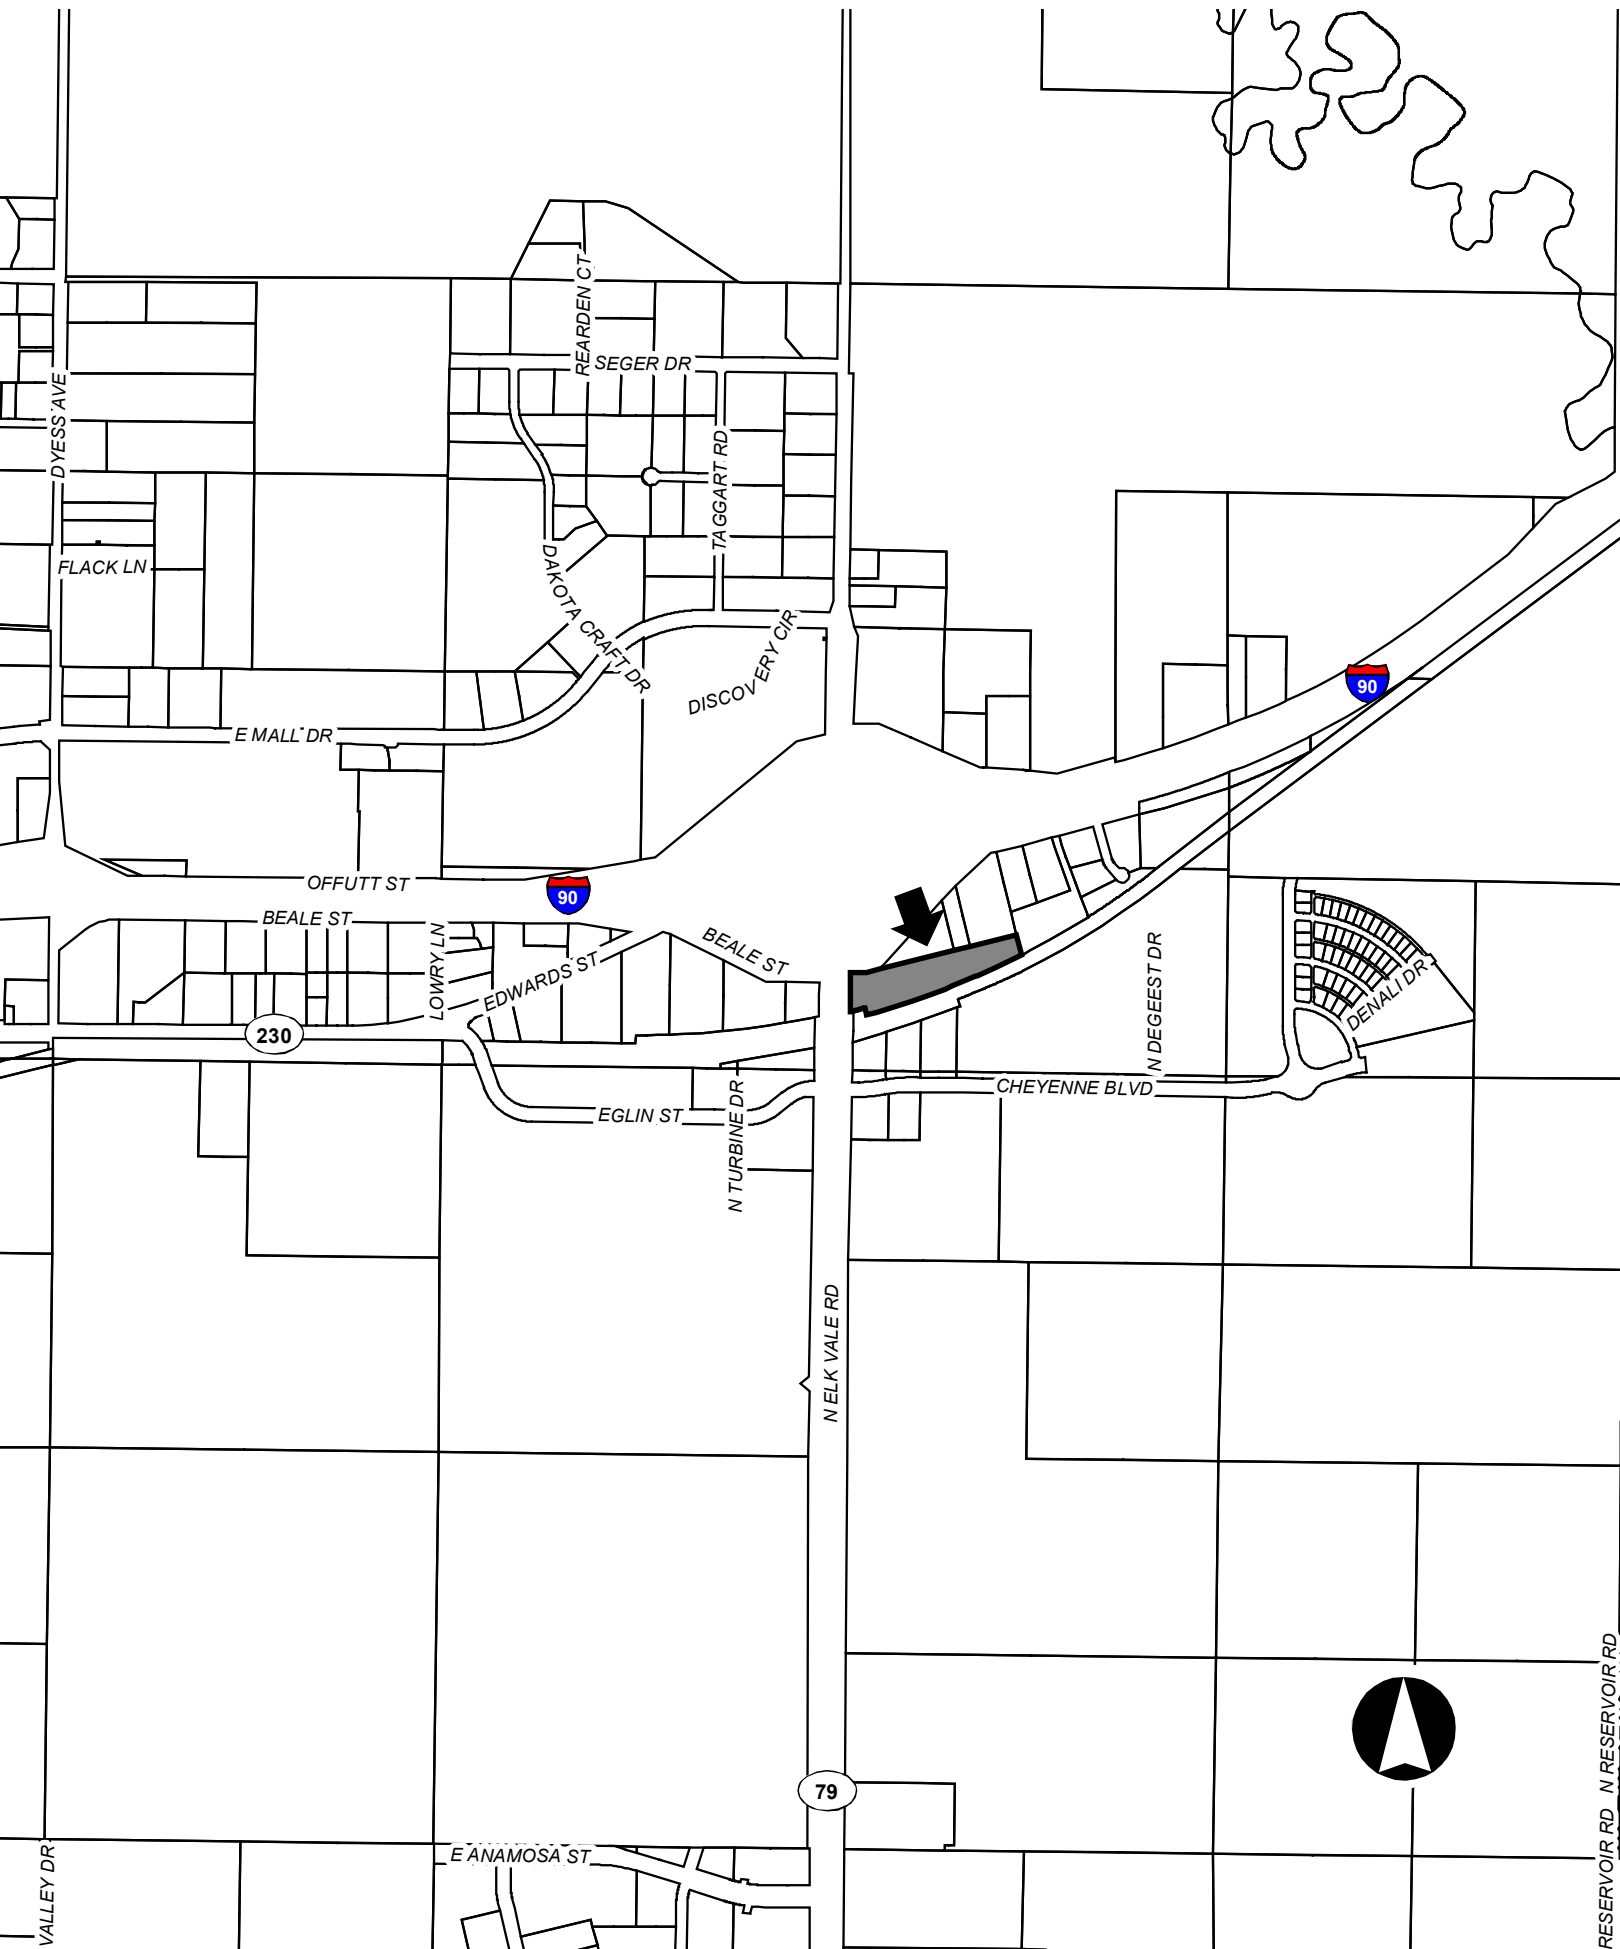 REARDEN CT
SEGER DR
DYESS AVE
TAGGART RD
FLACK LN
DAKOTA CRAFT DR
DISCOVERY CIR
90
E MALL DR
OFFUTT ST
90
BEALE ST
LOWRY LN
EDWARDS ST
BEALE ST
N DEGEEST DR
DENALI DR
230
CHEYENNE BLVD
EGLIN ST
N TURBINE DR
N ELK VALE RD
N RESERVOIR RD
79
E ANAMOSA ST
VALLEY DR
RESERVOIR RD